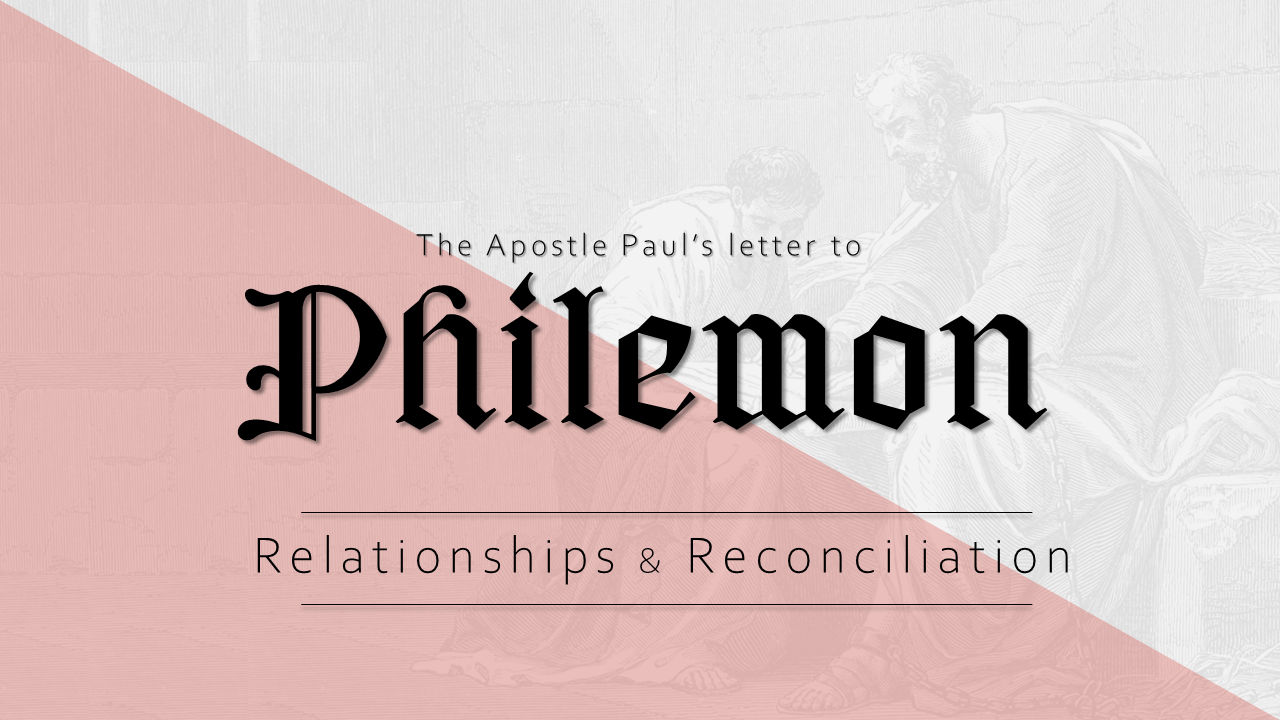 The Apostle Paul’s letter to
Philemon
Relationships & Reconciliation